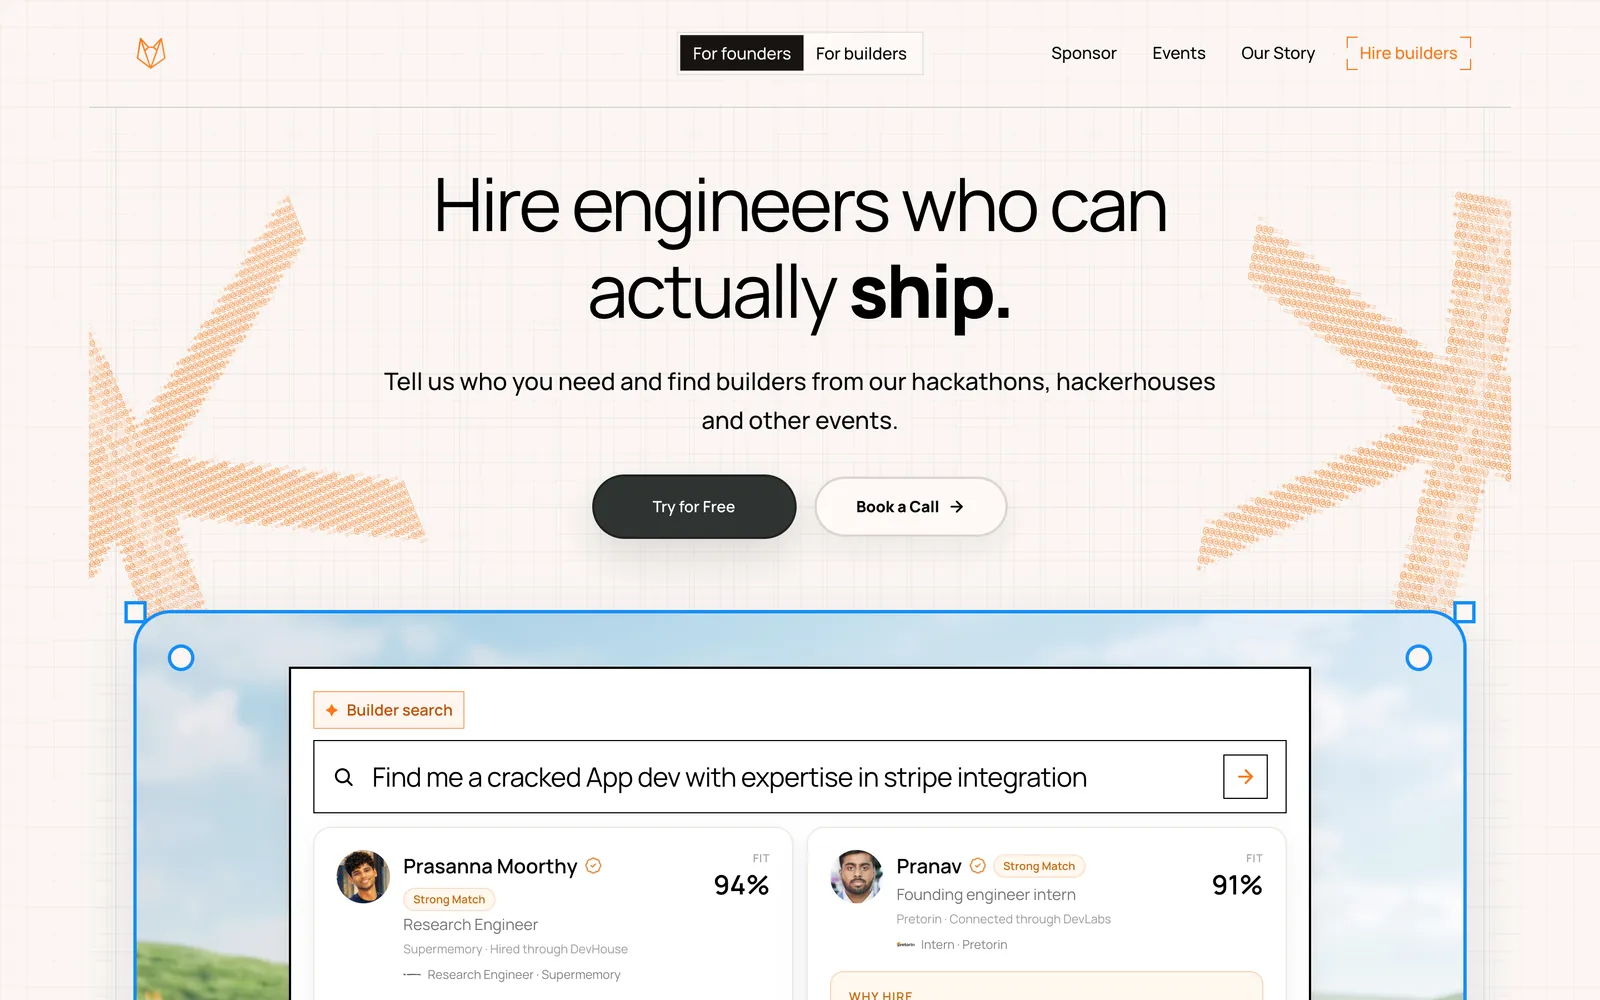 For founders
For builders
Sponsor
Events
Our Story
Hire builders
Hire engineers who can
actually ship.
Tell us who you need and find builders from our hackathons, hackerhouses
and other events.
Try for Free
Book a Call
Builder search
Find me a cracked App dev with expertise in stripe integration
Prasanna Moorthy
Strong Match
Research Engineer
Supermemory · Hired through DevHouse
Research Engineer · Supermemory
FIT
94%
Pranav
Strong Match
Founding engineer intern
Pretorin · Connected through DevLabs
Pretorin Intern · Pretorin
FIT
91%
WHY HIRE